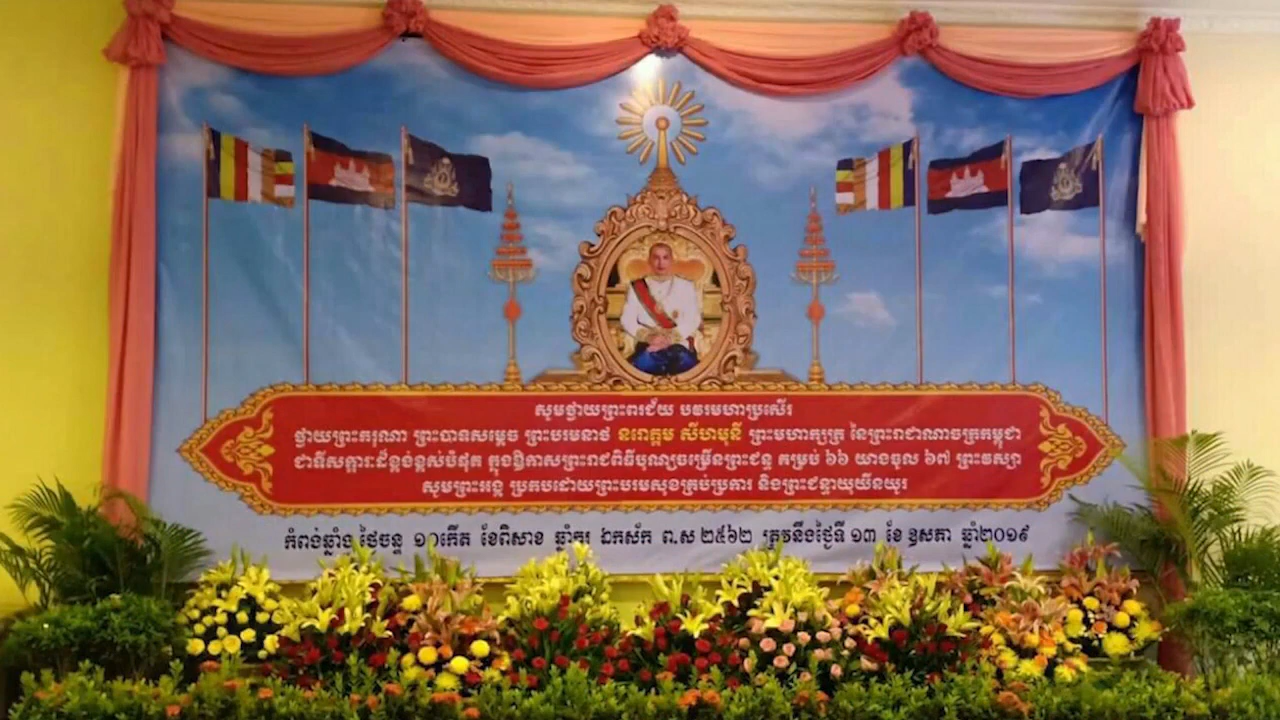 សូមថ្វាយព្រះពរជ័យ បវរមហាប្រសើរ
ថ្វាយព្រះករុណា ព្រះបាទសម្តេច ព្រះបរមនាថ នរោត្តម សីហមុនី ព្រះមហាក្សត្រ នៃព្រះរាជាណាចក្រកម្ពុជា
ជាទីសក្ការះដ៏ខ្ពង់ខ្ពស់បំផុត ក្នុងឱកាសព្រះរាជពិធីបុណ្យចម្រើនព្រះជន្ម គម្រប់ ៦៦ យាងចូល ៦៧ ព្រះវស្សា
សូមព្រះអង្គ ប្រកបដោយព្រះបរមសុខគ្រប់ប្រការ និងព្រះជន្មាយុយឺនយូរ
កំពង់ឆ្នាំង ថ្ងៃចន្ទ ១០កើត ខែពិសាខ ឆ្នាំកុរ ឯកស័ក ព.ស ២៥៦២ ត្រូវនឹងថ្ងៃទី ១៣ ខែ ឧសភា ឆ្នាំ២០១៩